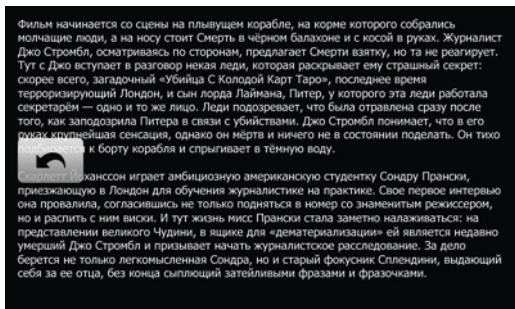 Фильм начинается со сцены на плывущем корабле, на корме которого собрались
молчащие люди, а на носу стоит Смерть в чёрном балахоне и с косой в руках. Журналист
Джо Стромбл, осматриваясь по сторонам, предлагает Смерти взятку, но та не реагирует.
Тут с Джо вступает в разговор некая леди, которая раскрывает ему страшный секрет:
скорее всего, загадочный «Убийца С Колодой Карт Таро», последнее время
терроризирующий Лондон, и сын лорда Лаймана, Питер, у которого эта леди работала
секретарём — одно и то же лицо. Леди подозревает, что была отравлена сразу после
того, как заподозрила Питера в связи с убийствами. Джо Стромбл понимает, что в его
руках крупнейшая сенсация, однако он мёртв и ничего не в состоянии поделать. Он тихо
подбирается к борту корабля и спрыгивает в тёмную воду.
Скарлетт Йоханссон играет амбициозную американскую студентку Сондру Прански,
приезжающую в Лондон для обучения журналистике на практике. Свое первое интервью
она провалила, согласившись не только подняться в номер со знаменитым режиссером,
но и распить с ним виски. И тут жизнь мисс Прански стала заметно налаживаться: на
представлении великого Чудини, в ящике для «дематериализации» ей является недавно
умерший Джо Стромбл и призывает начать журналистское расследование. За дело
берется не только легкомысленная Сондра, но и старый фокусник Сплендини, выдающий
себя за ее отца, без конца сыплющий затейливыми фразами и фразочками.